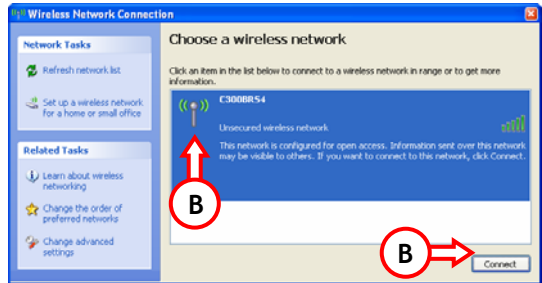 Wireless Network Connection
Network Tasks
Refresh network list
Set up a wireless network
for a home or small office
Related Tasks
Learn about wireless
networking
Change the order of
preferred networks
Change advanced
settings
Choose a wireless network
Click an item in the list below to connect to a wireless network in range or to get more
information.
C300BRS4
Unsecured wireless network
This network is configured for open access. Information sent over this network
may be visible to others. If you want to connect to this network, click Connect.
B
B
Connect